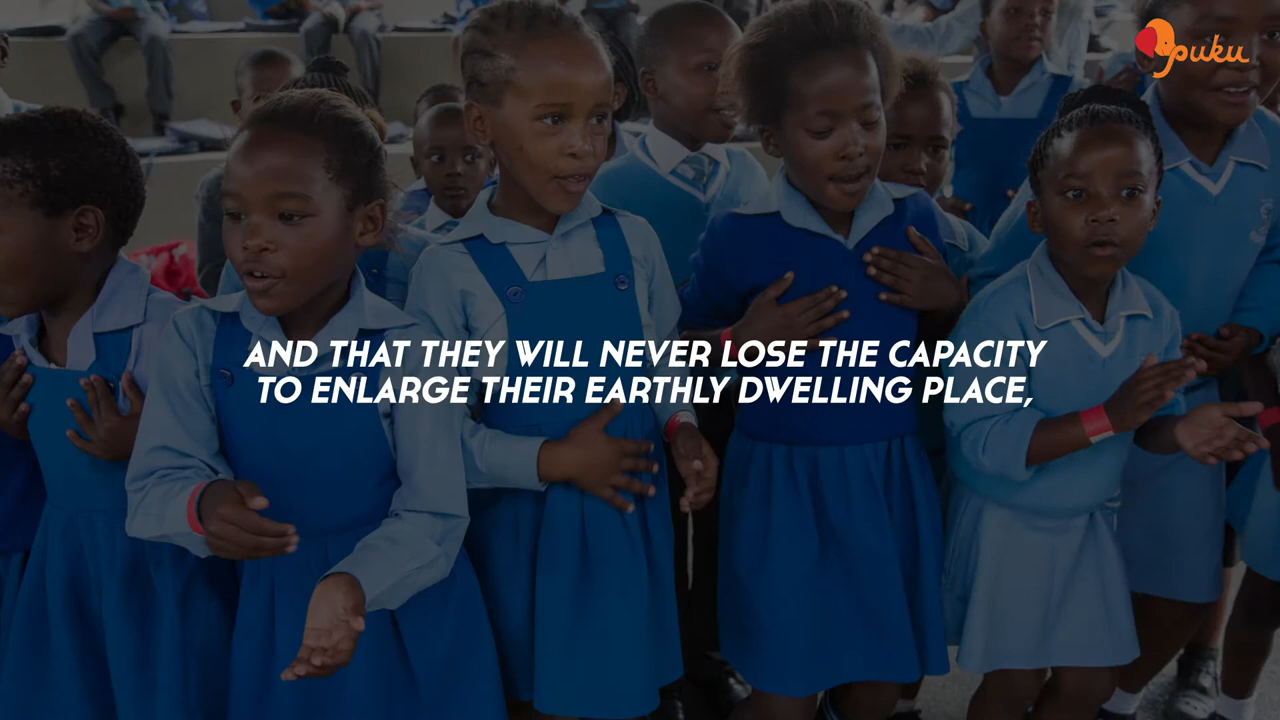 puku
AND THAT THEY WILL NEVER LOSE THE CAPACITY
TO ENLARGE THEIR EARTHLY DWELLING PLACE,